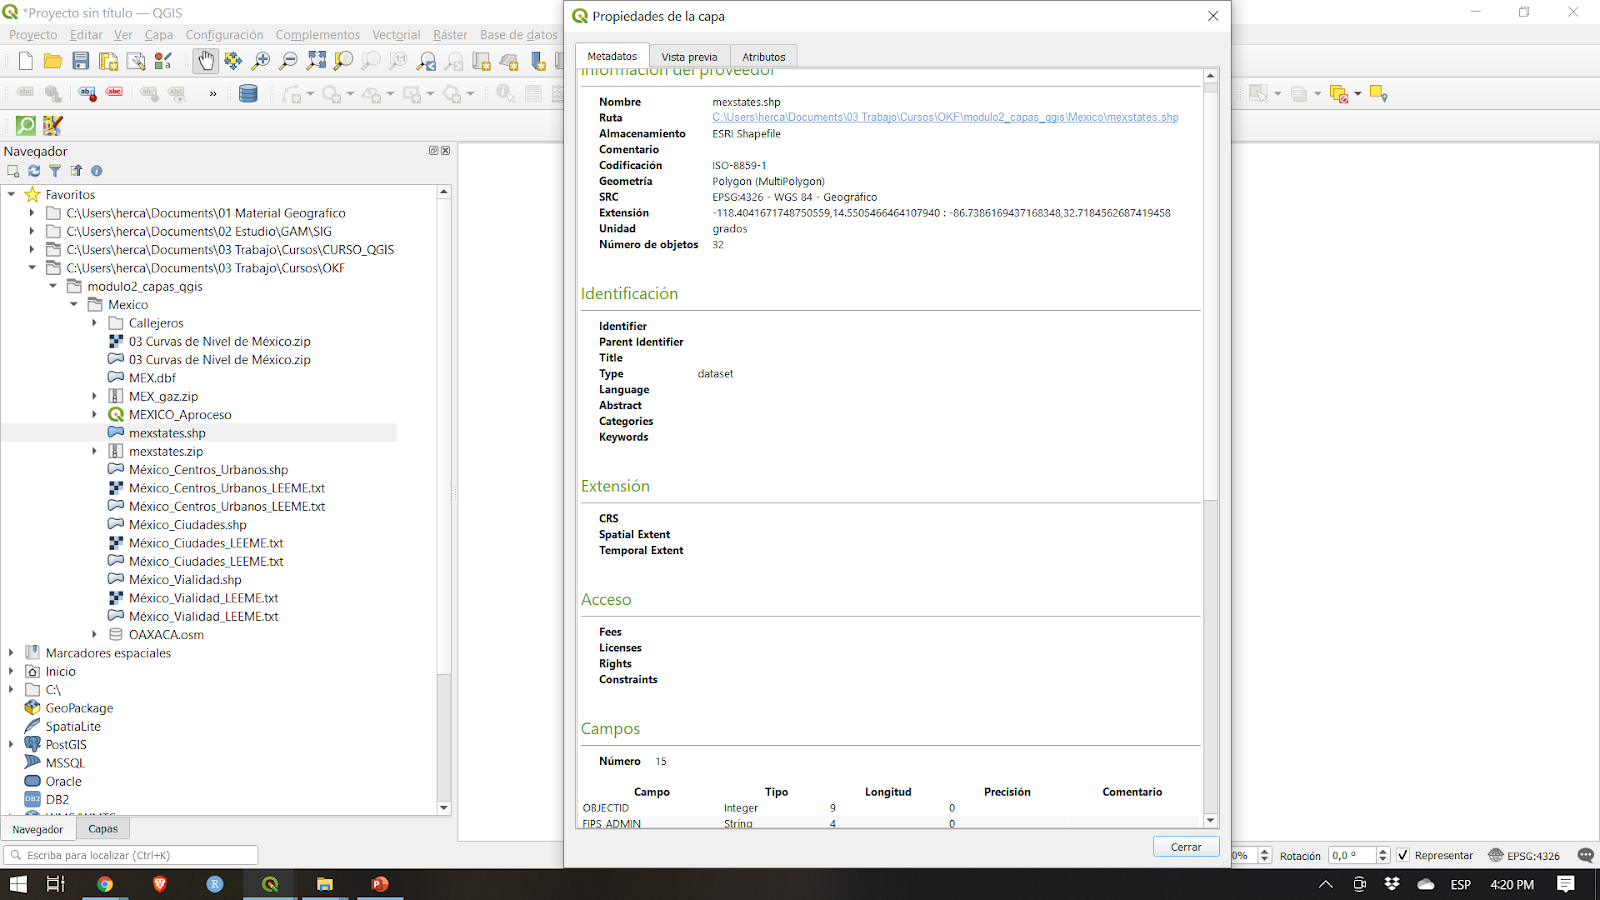 *Proyecto sin título — QGIS
Proyecto Editar Ver Capa Configuración Complementos Vectorial Ráster Base de datos
abc abc abc abc abc »
Navegador
Favoritos
C:\Users\herca\Documents\01 Material Geografico
C:\Users\herca\Documents\02 Estudio\GAM\SIG
C:\Users\herca\Documents\03 Trabajo\Cursos\CURSO_QGIS
C:\Users\herca\Documents\03 Trabajo\Cursos\OKF
modulo2_capas_qgis
Mexico
Callejeros
03 Curvas de Nivel de México.zip
03 Curvas de Nivel de México.zip
MEX.dbf
MEX_gaz.zip
MEXICO_Aproceso
mexstates.shp
mexstates.zip
México_Centros_Urbanos.shp
México_Centros_Urbanos_LEEME.txt
México_Centros_Urbanos_LEEME.txt
México_Ciudades.shp
México_Ciudades_LEEME.txt
México_Ciudades_LEEME.txt
México_Vialidad.shp
México_Vialidad_LEEME.txt
México_Vialidad_LEEME.txt
OAXACA.osm
Marcadores espaciales
Inicio
C:\
GeoPackage
SpatiaLite
PostGIS
MSSQL
Oracle
DB2 DB2
Navegador Capas
Escriba para localizar (Ctrl+K)
Propiedades de la capa
Metadatos Vista previa Atributos
Información del proveedor
Nombre mexstates.shp
Ruta C:\Users\herca\Documents\03 Trabajo\Cursos\OKF\modulo2_capas_qgis\Mexico\mexstates.shp
Almacenamiento ESRI Shapefile
Comentario
Codificación ISO-8859-1
Geometría Polygon (MultiPolygon)
SRC EPSG:4326 - WGS 84 - Geográfico
Extensión -118.4041671748750559,14.5505466464107940 : -86.7386169437168348,32.7184562687419458
Unidad grados
Número de objetos 32
Identificación
Identifier
Parent Identifier
Title
Type dataset
Language
Abstract
Categories
Keywords
Extensión
CRS
Spatial Extent
Temporal Extent
Acceso
Fees
Licenses
Rights
Constraints
Campos
Número 15
Campo Tipo Longitud Precisión Comentario
OBJECTID Integer 9 0
FIPS_ADMIN String 4 0
Cerrar
0% Rotación 0,0 ° Representar EPSG:4326
R ESP 4:20 PM